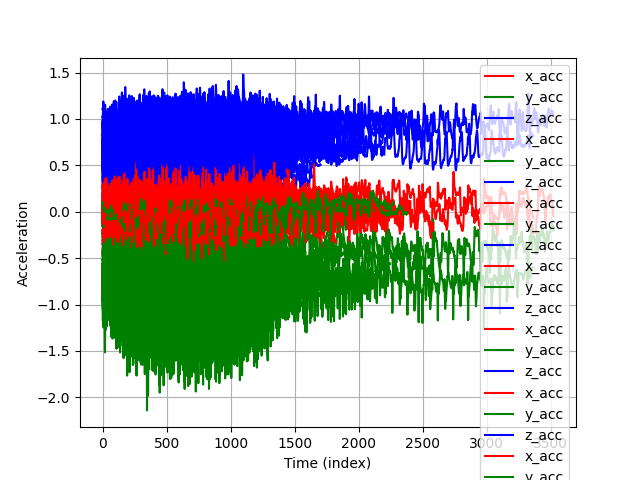 1.5
1.0
0.5
0.0
−0.5
−1.0
−1.5
−2.0
Acceleration
0
500
1000
1500
2000
2500
3000
3500
Time (index)
x_acc
y_acc
z_acc
x_acc
y_acc
z_acc
x_acc
y_acc
z_acc
x_acc
y_acc
z_acc
x_acc
y_acc
z_acc
x_acc
y_acc
z_acc
x_acc
y_acc